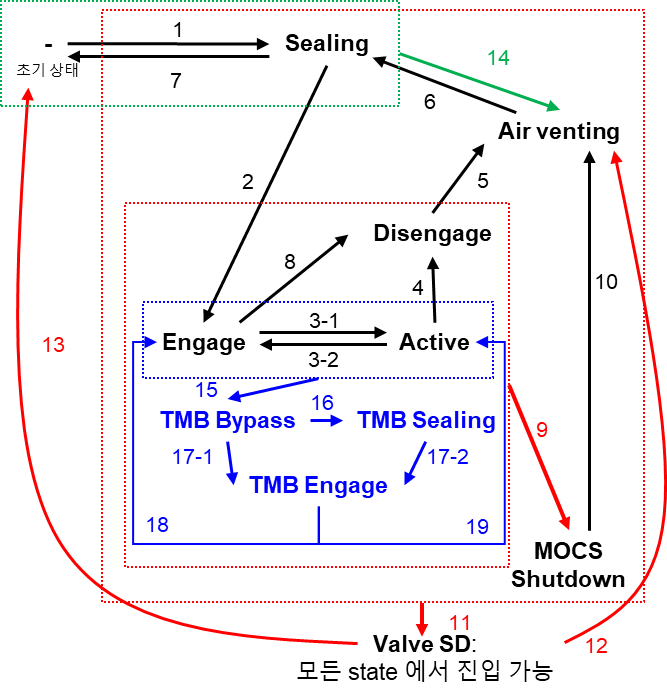 1
-
Sealing
초기 상태
7
14
6
Air venting
2
5
Disengage
8
4
10
3-1
Engage
Active
3-2
13
15
16
TMB Bypass
TMB Sealing
9
17-1
17-2
TMB Engage
18
19
MOCS
Shutdown
11
Valve SD:
12
모든 state 에서 진입 가능